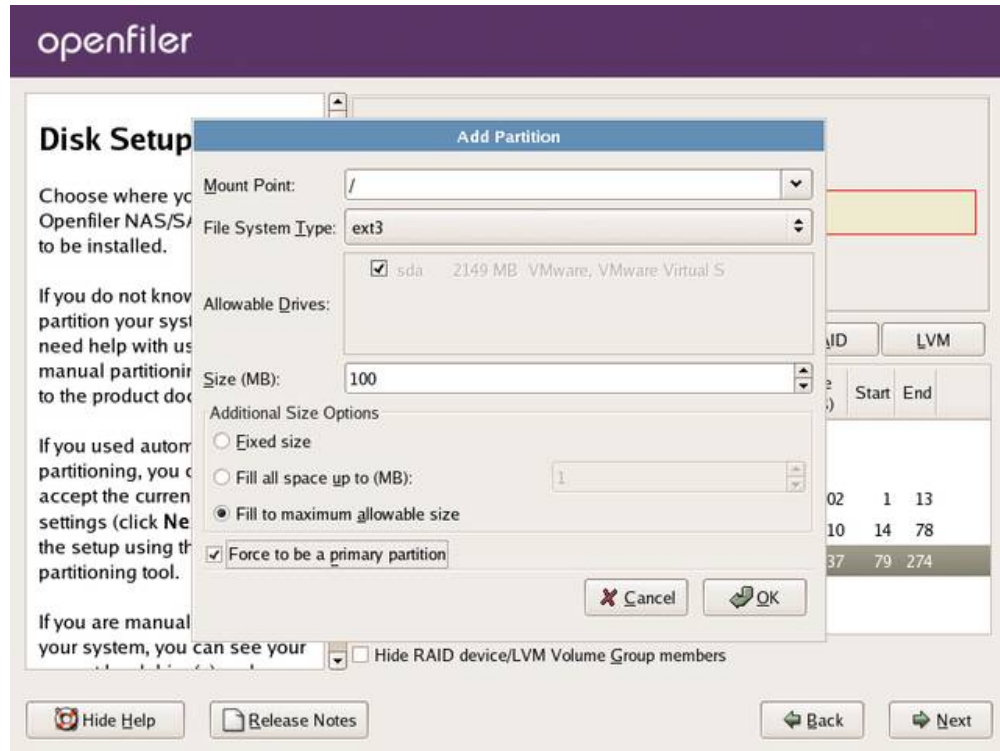 openfiler
Disk Setup
Choose where yo
Openfiler NAS/SA
to be installed.
If you do not know
partition your syst
need help with us
manual partitionin
to the product doc
If you used autom
partitioning, you c
accept the curren
settings (click Ne
the setup using th
partitioning tool.
If you are manual
your system, you can see your
Add Partition
Mount Point: /
File System Type: ext3
Allowable Drives:
sda 2149 MB VMware, VMware Virtual S
Size (MB): 100
Additional Size Options
Fixed size
Fill all space up to (MB): 1
Fill to maximum allowable size
Force to be a primary partition
Cancel OK
AID LVM
Start End
02 1 13
10 14 78
37 79 274
Hide RAID device/LVM Volume Group members
Hide Help Release Notes Back Next